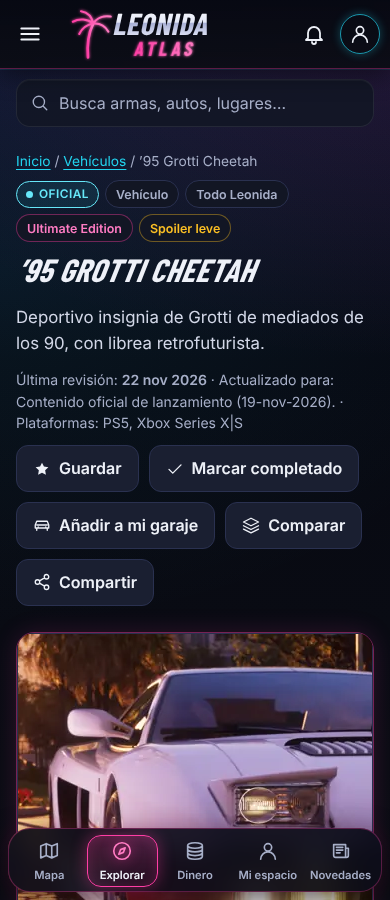 LEONIDA
ATLAS
Busca armas, autos, lugares...
Inicio / Vehículos / '95 Grotti Cheetah
OFICIAL
Vehículo
Todo Leonida
Ultimate Edition
Spoiler leve
'95 GROTTI CHEETAH
Deportivo insignia de Grotti de mediados de
los 90, con librea retrofuturista.
Última revisión: 22 nov 2026 · Actualizado para:
Contenido oficial de lanzamiento (19-nov-2026). ·
Plataformas: PS5, Xbox Series X|S
Guardar
Marcar completado
Añadir a mi garaje
Comparar
Compartir
Mapa
Explorar
Dinero
Mi espacio
Novedades